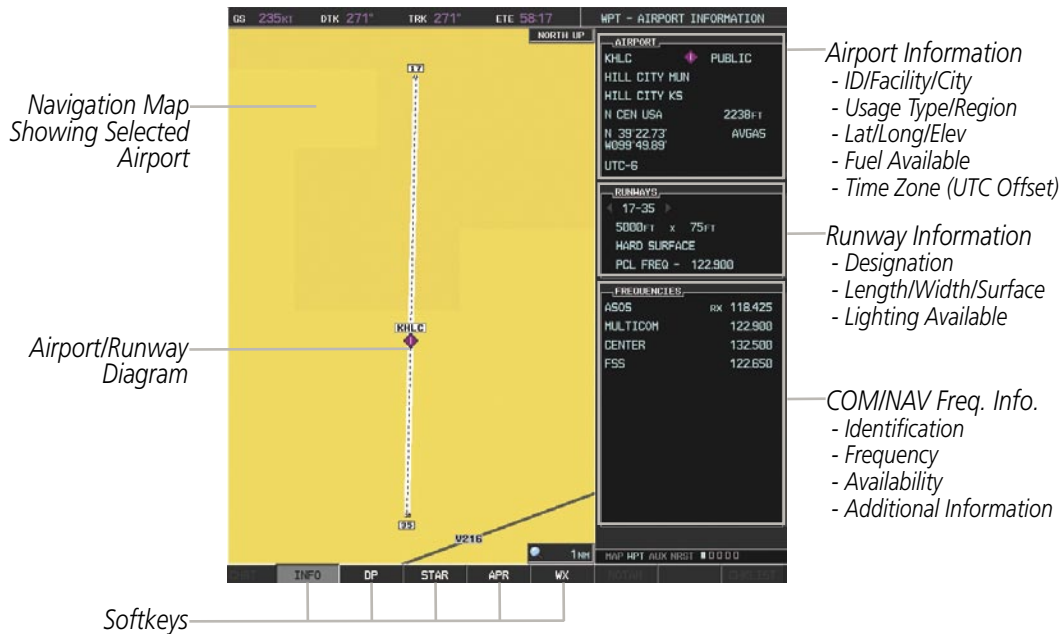 GS 235KT DTK 271° TRK 271° ETE 58:17
WPT - AIRPORT INFORMATION
NORTH UP
17
KHLC
35
V216
1NM
AIRPORT
KHLC PUBLIC
HILL CITY MUN
HILL CITY KS
N CEN USA 2238FT
N 39°22.73' AVGAS
W099°49.89'
UTC-6
RUNWAYS
17-35
5000FT x 75FT
HARD SURFACE
PCL FREQ - 122.900
FREQUENCIES
ASOS RX 118.425
MULTICOM 122.900
CENTER 132.500
FSS 122.650
MAP WPT AUX NRST
INFO DP STAR APR WX
Navigation Map
Showing Selected
Airport
Airport/Runway
Diagram
Softkeys
Airport Information
- ID/Facility/City
- Usage Type/Region
- Lat/Long/Elev
- Fuel Available
- Time Zone (UTC Offset)
Runway Information
- Designation
- Length/Width/Surface
- Lighting Available
COM/NAV Freq. Info.
- Identification
- Frequency
- Availability
- Additional Information